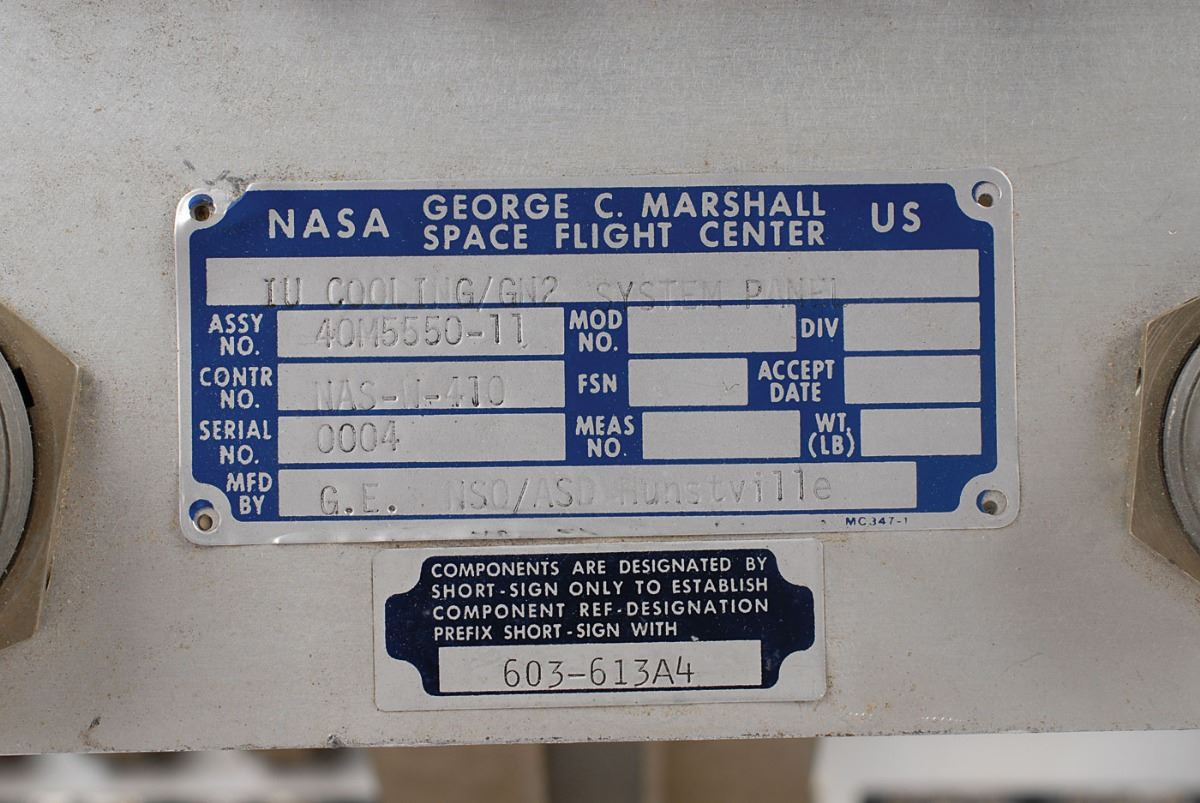 NASA GEORGE C. MARSHALL SPACE FLIGHT CENTER US
IU COOLING/GN2 SYSTEM PANEL
ASSY NO. 40M5550-11 MOD NO. DIV
CONTR NO. NAS-W-410 FSN ACCEPT DATE
SERIAL NO. 0004 MEAS NO. WT. (LB)
MFD BY G.E. NSO/ASD Hunstville
MC347-1
COMPONENTS ARE DESIGNATED BY
SHORT-SIGN ONLY TO ESTABLISH
COMPONENT REF-DESIGNATION
PREFIX SHORT-SIGN WITH
603-613A4